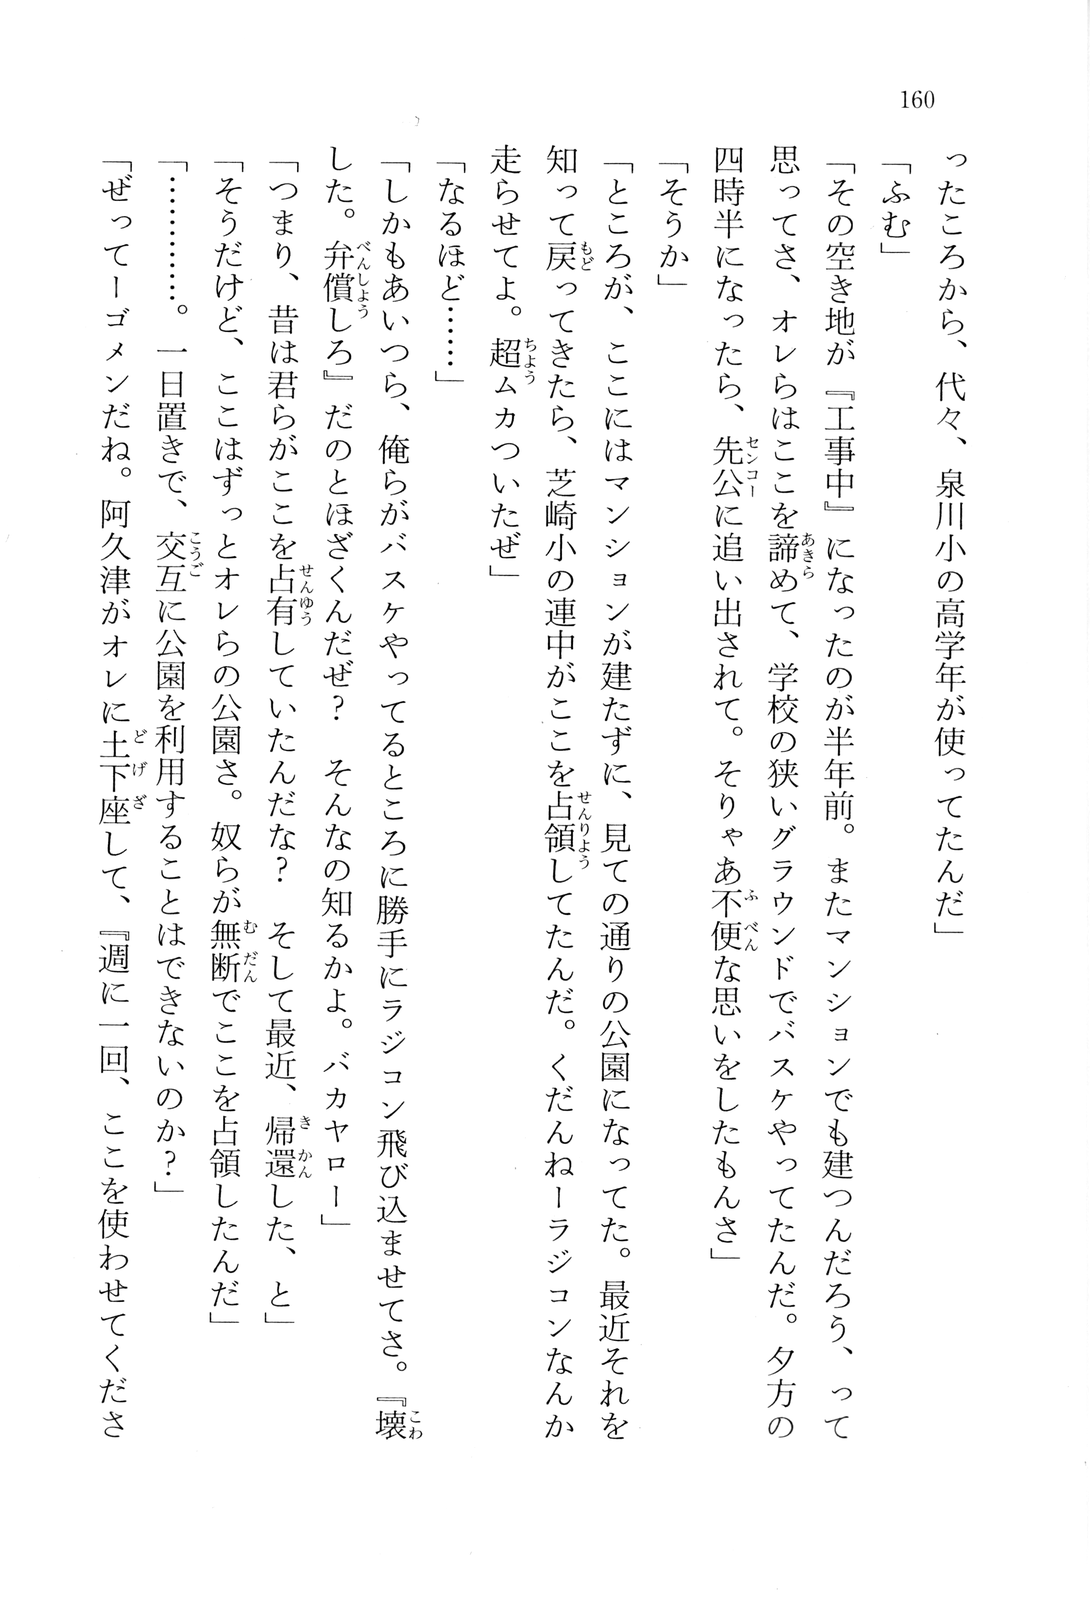 160
ったころから、代々、泉川小の高学年が使ってたんだ」
「ふむ」
「その空き地が『工事中』になったのが半年前。またマンションでも建つんだろう、って
思ってさ、オレらはここを諦めて、学校の狭いグラウンドでバスケやってたんだ。夕方の
四時半になったら、先公に追い出されて。そりゃあ不便な思いをしたもんさ」
「そうか」
「ところが、ここにはマンションが建たずに、見ての通りの公園になってた。最近それを
知って戻ってきたら、芝崎小の連中がここを占領してたんだ。くだんねーラジコンなんか
走らせてよ。超ムカついたぜ」
「なるほど……」
「しかもあいつら、俺らがバスケやってるところに勝手にラジコン飛び込ませてさ。『壊
した。弁償しろ』だのとほざくんだぜ？　そんなの知るかよ。バカヤロー」
「つまり、昔は君らがここを占有していたんだな？　そして最近、帰還した、と」
「そうだけど、ここはずっとオレらの公園さ。奴らが無断でここを占領したんだ」
「…………。一日置きで、交互に公園を利用することはできないのか？」
「ぜってーゴメンだね。阿久津がオレに土下座して、『週に一回、ここを使わせてくださ